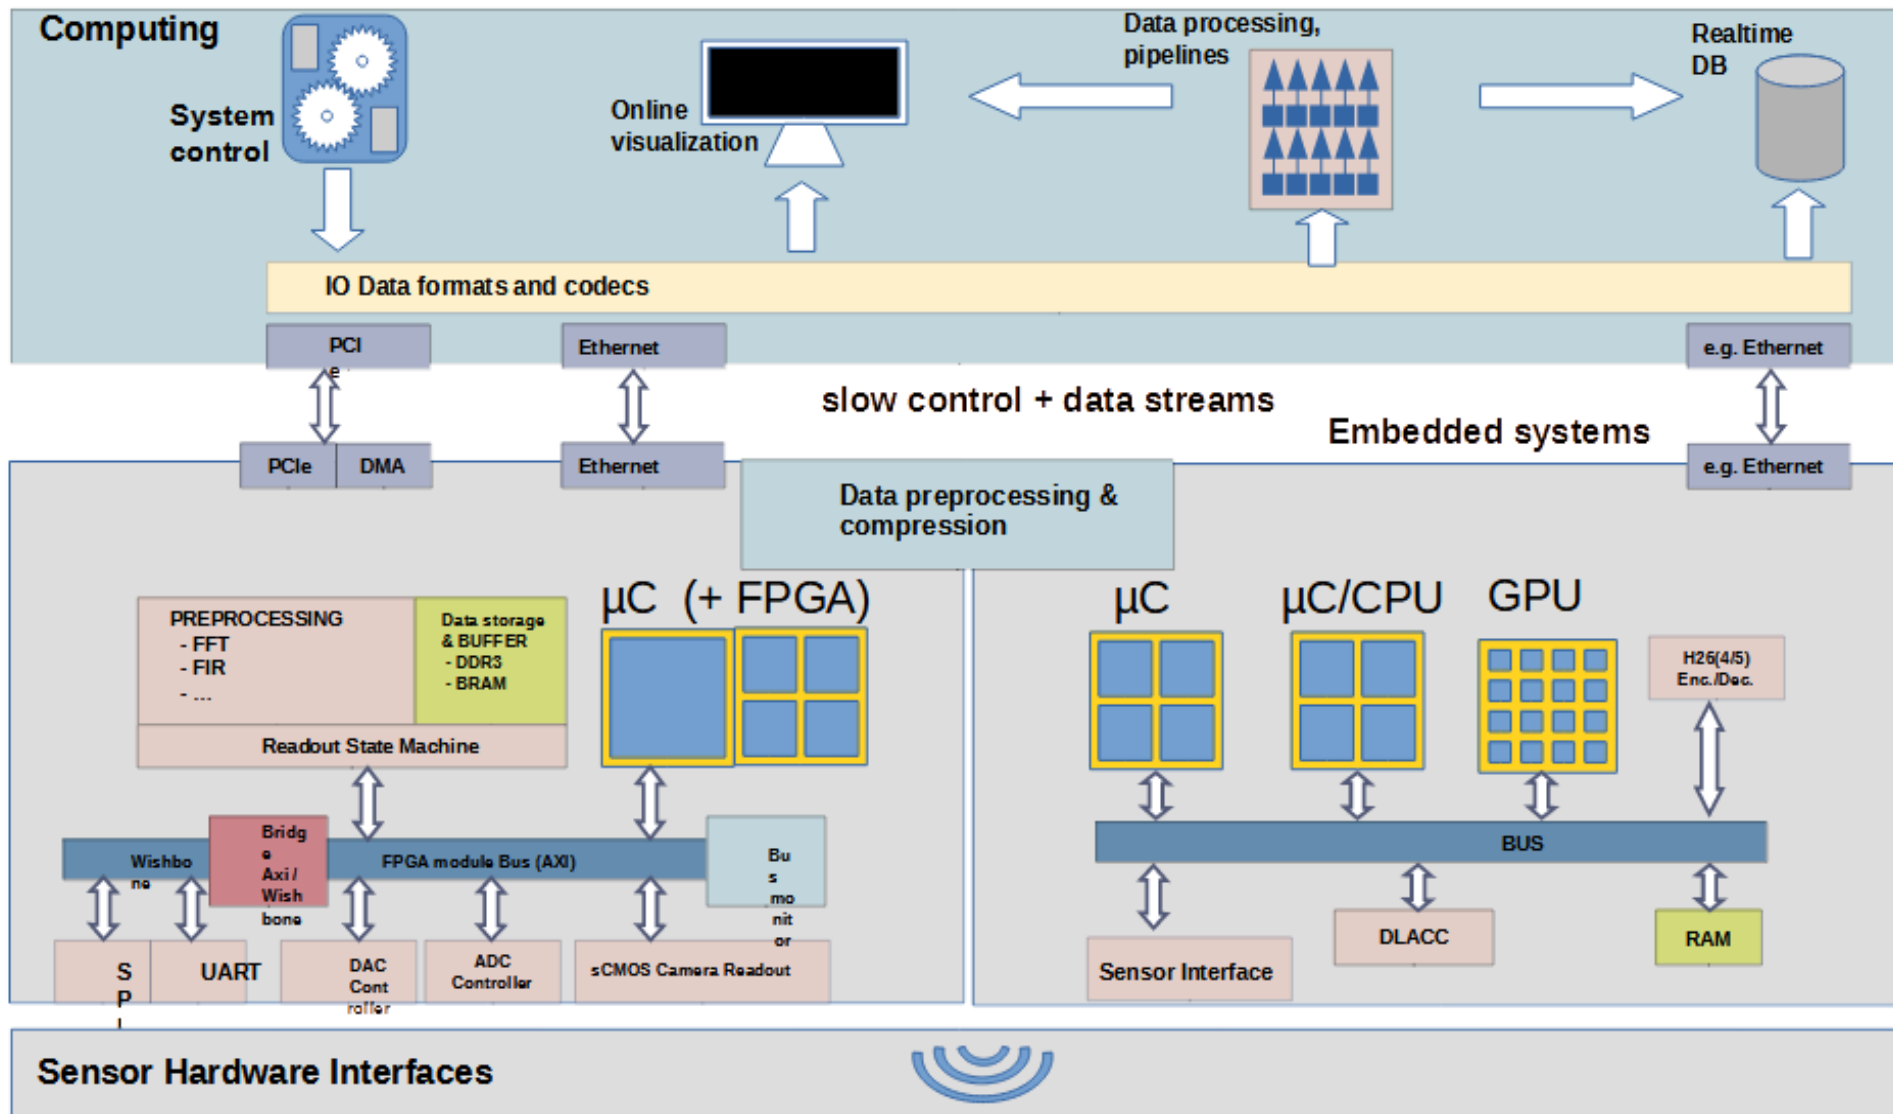 Computing
System
control
Online
visualization
Data processing,
pipelines
Realtime
DB
IO Data formats and codecs
PCI
e
Ethernet
e.g. Ethernet
slow control + data streams
Embedded systems
PCIe
DMA
Ethernet
e.g. Ethernet
Data preprocessing &
compression
PREPROCESSING
- FFT
- FIR
- ...
Data storage
& BUFFER
- DDR3
- BRAM
Readout State Machine
µC (+ FPGA)
µC
µC/CPU
GPU
H26(4/5)
Enc./Dec.
Wishbo
ne
Bridg
e
Axi /
Wish
bone
FPGA module Bus (AXI)
Bu
s
mo
nit
or
BUS
S
P
I
UART
DAC
Cont
roller
ADC
Controller
sCMOS Camera Readout
Sensor Interface
DLACC
RAM
Sensor Hardware Interfaces